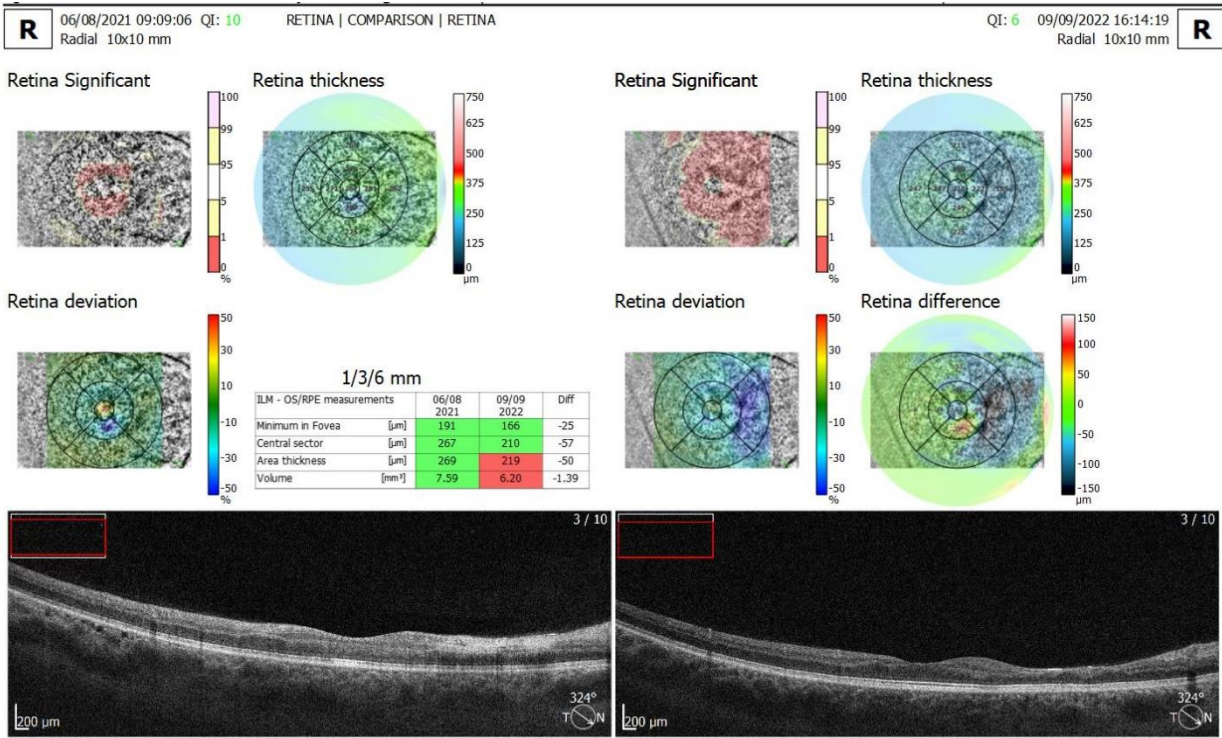 R 06/08/2021 09:09:06 QI: 10 RETINA | COMPARISON | RETINA QI: 6 09/09/2022 16:14:19 R
Radial 10x10 mm Radial 10x10 mm
Retina Significant Retina thickness Retina Significant Retina thickness
100 750 100 750
99 625 99 625
95 500 95 500
375 375
5 250 5 250
1 125 1 125
0 0 0 0
% µm % µm
Retina deviation Retina deviation Retina difference
50 50 150
30 30 100
10 10 50
0
-10 -10 -50
-30 -30 -100
-50 -50 -150
% % µm
1/3/6 mm
ILM - OS/RPE measurements 06/08 2021 09/09 2022 Diff
Minimum in Fovea [µm] 191 166 -25
Central sector [µm] 267 210 -57
Area thickness [µm] 269 219 -50
Volume [mm³] 7.59 6.20 -1.39
3 / 10 3 / 10
324° 324°
200 µm T N 200 µm T N